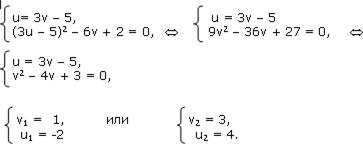 u= 3v – 5,
(3u – 5)² – 6v + 2 = 0, ⇔
u = 3v – 5
9v² – 36v + 27 = 0, ⇔
u = 3v – 5,
v² – 4v + 3 = 0,
v₁ = 1, или v₂ = 3,
u₁ = -2 u₂ = 4.